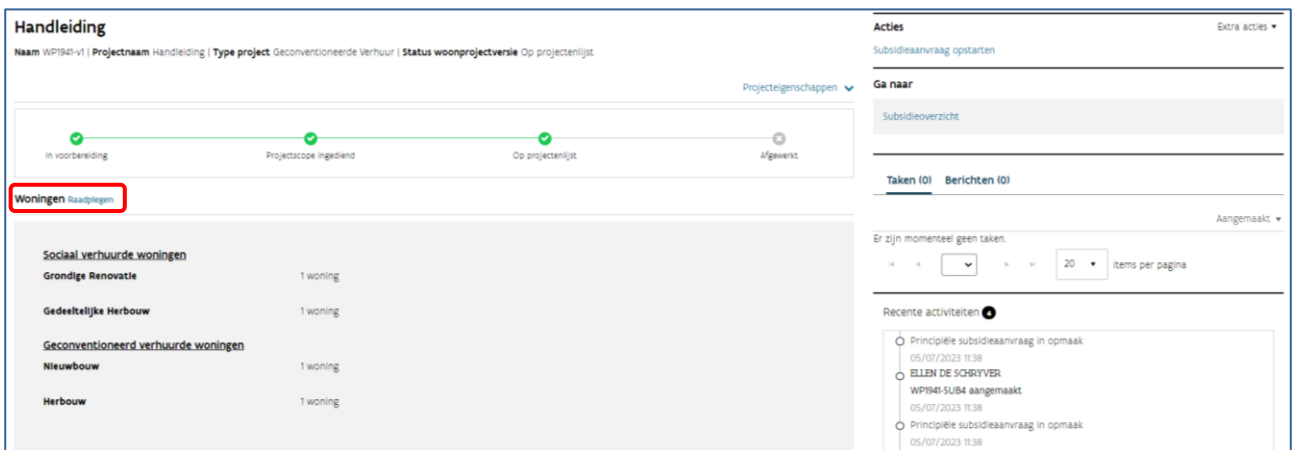 Handleiding
Naam WP1941-v1 | Projectnaam Handleiding | Type project Geconventioneerde Verhuur | Status woonprojectversie Op projectenlijst
Projecteigenschappen
In voorbereiding
Projectscope ingediend
Op projectenlijst
Afgewerkt
Woningen Raadplegen
Sociaal verhuurde woningen
Grondige Renovatie 1 woning
Gedeeltelijke Herbouw 1 woning
Geconventioneerd verhuurde woningen
Nieuwbouw 1 woning
Herbouw 1 woning
Acties Extra acties
Subsidieaanvraag opstarten
Ga naar
Subsidieoverzicht
Taken (0) Berichten (0)
Aangemaakt
Er zijn momenteel geen taken.
20 items per pagina
Recente activiteiten 4
Principiële subsidieaanvraag in opmaak
05/07/2023 11:38
ELLEN DE SCHRYVER
WP1941-SUB4 aangemaakt
05/07/2023 11:38
Principiële subsidieaanvraag in opmaak
05/07/2023 11:38